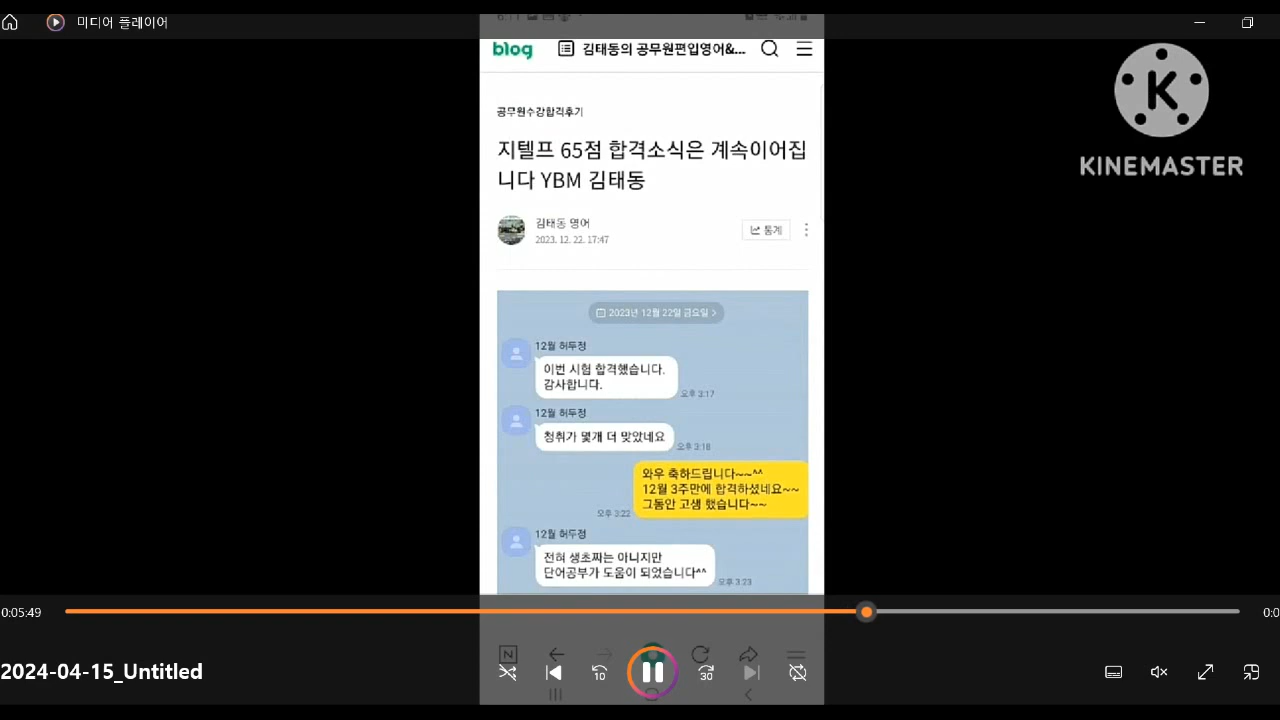 미디어 플레이어
blog 김태동의 공무원편입영어&...
K
KINEMASTER
공무원수강합격후기
지텔프 65점 합격소식은 계속이어집
니다 YBM 김태동
김태동 영어
2023. 12. 22. 17:47
통계
2023년 12월 22일 금요일 >
12월 허두정
이번 시험 합격했습니다.
감사합니다.
오후 3:17
12월 허두정
청취가 몇개 더 맞았네요
오후 3:18
와우 축하드립니다~~^^
12월 3주만에 합격하셨네요~~
그동안 고생 했습니다~~
오후 3:22
12월 허두정
전혀 생초짜는 아니지만
단어공부가 도움이 되었습니다^^
오후 3:23
0:05:49
0:0
N
2024-04-15_Untitled
10
30